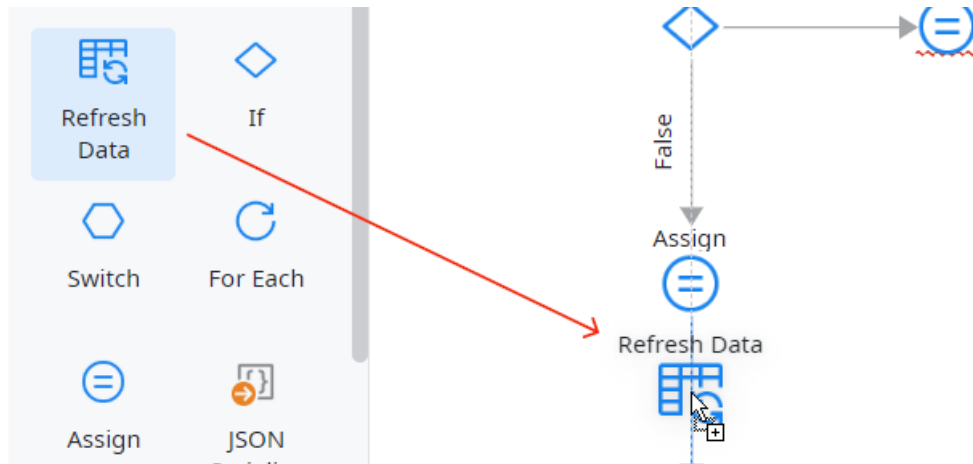 Refresh
Data
If
Switch
For Each
Assign
JSON
False
Assign
Refresh Data